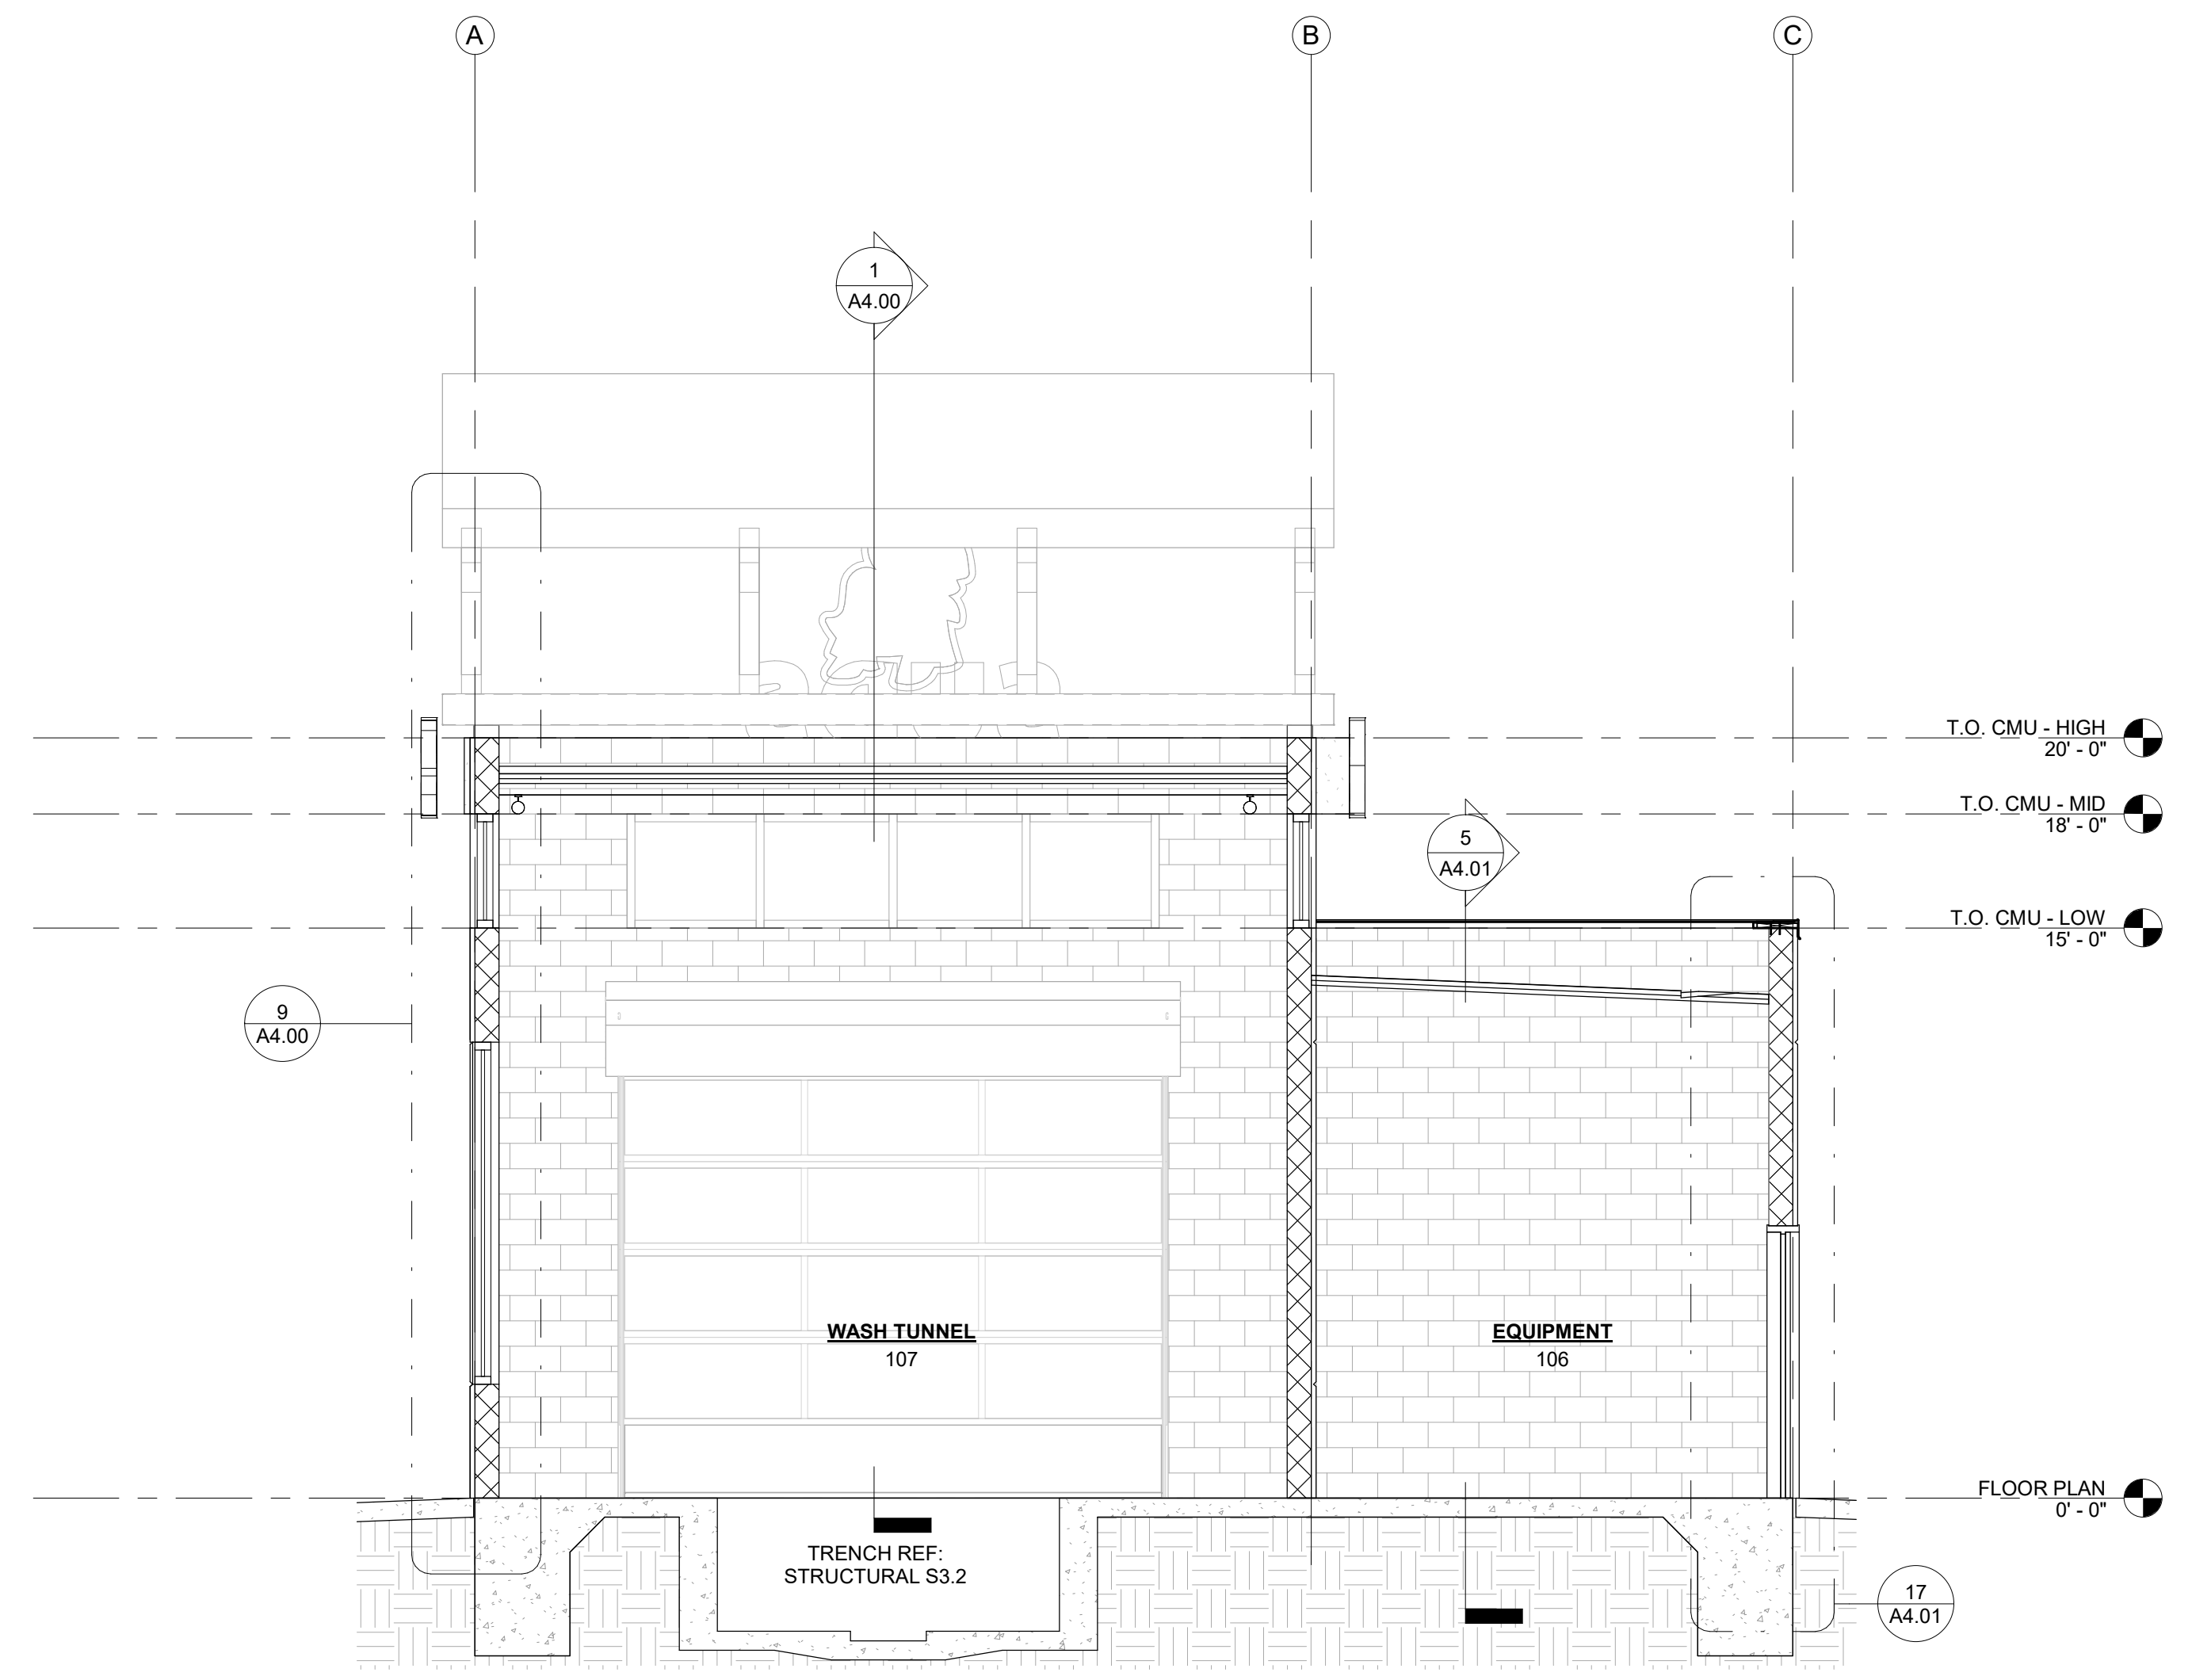 A
B
C
1
A4.00
T.O. CMU - HIGH
20' - 0"
T.O. CMU - MID
18' - 0"
5
A4.01
T.O. CMU - LOW
15' - 0"
9
A4.00
WASH TUNNEL
107
EQUIPMENT
106
FLOOR PLAN
0' - 0"
TRENCH REF:
STRUCTURAL S3.2
17
A4.01